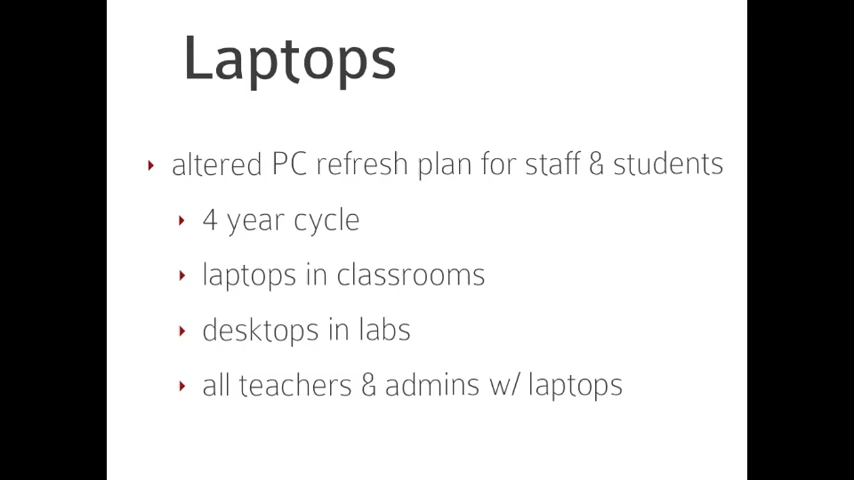 Laptops
altered PC refresh plan for staff & students
4 year cycle
laptops in classrooms
desktops in labs
all teachers & admins w/ laptops